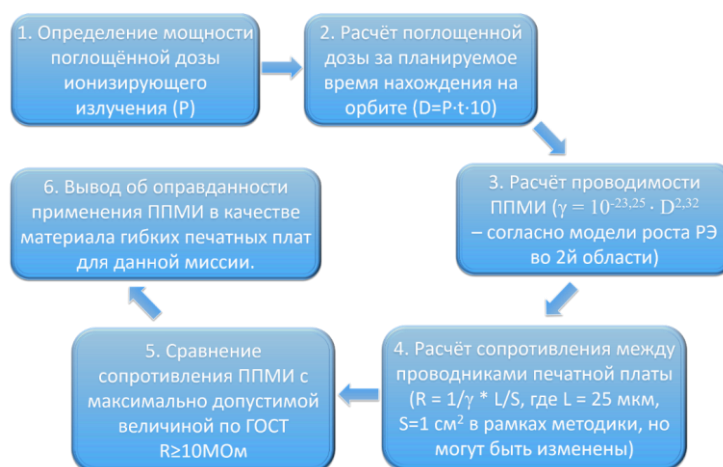 1. Определение мощности
поглощённой дозы
ионизирующего
излучения (P)
2. Расчёт поглощенной
дозы за планируемое
время нахождения на
орбите (D=P·t·10)
3. Расчёт проводимости
ППМИ (γ = 10^-23,25 · D^2,32
– согласно модели роста РЭ
во 2й области)
4. Расчёт сопротивления между
проводниками печатной платы
(R = 1/γ * L/S, где L = 25 мкм,
S=1 см² в рамках методики, но
могут быть изменены)
5. Сравнение
сопротивления ППМИ с
максимально допустимой
величиной по ГОСТ
R≥10МОм
6. Вывод об оправданности
применения ППМИ в качестве
материала гибких печатных плат
для данной миссии.